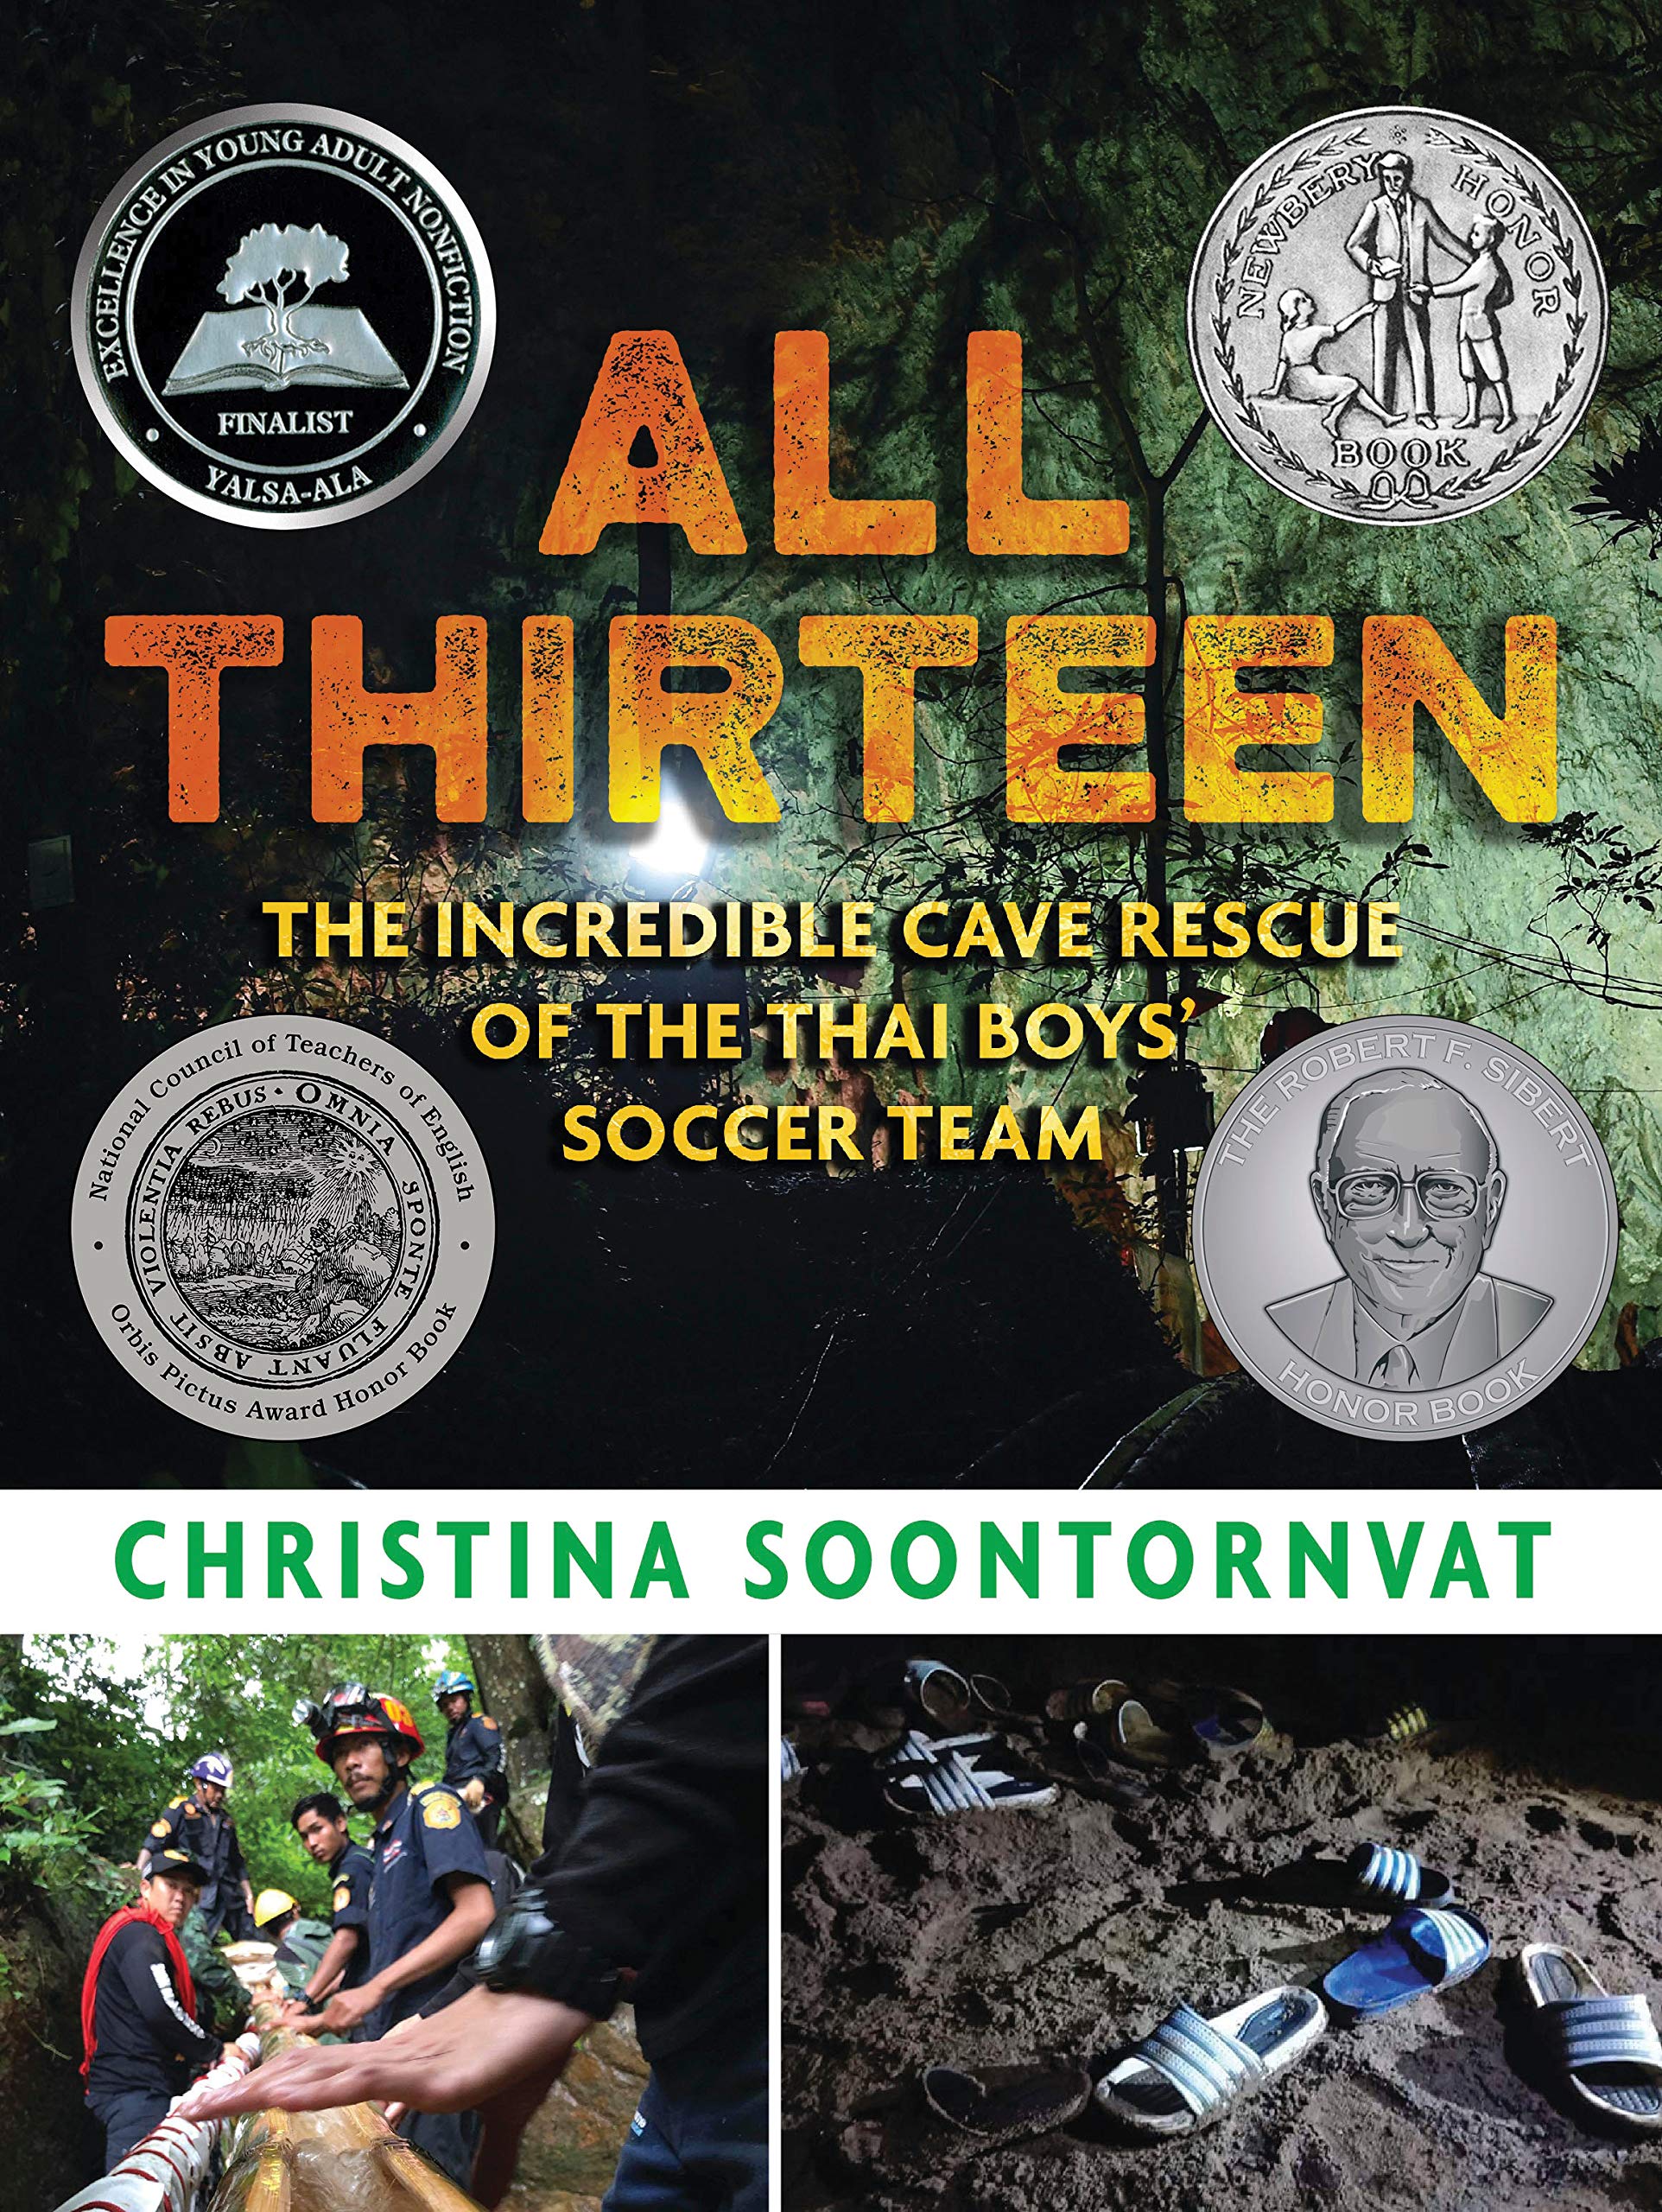 EXCELLENCE IN YOUNG ADULT NONFICTION
FINALIST
YALSA-ALA
NEWBERY HONOR
BOOK
ALL
THIRTEEN
THE INCREDIBLE CAVE RESCUE
OF THE THAI BOYS’
SOCCER TEAM
National Council of Teachers of English
OMNIA SPONTE FLUANT ABSIT VIOLENTIA REBUS
Orbis Pictus Award Honor Book
THE ROBERT F. SIBERT
HONOR BOOK
CHRISTINA SOONTORNVAT